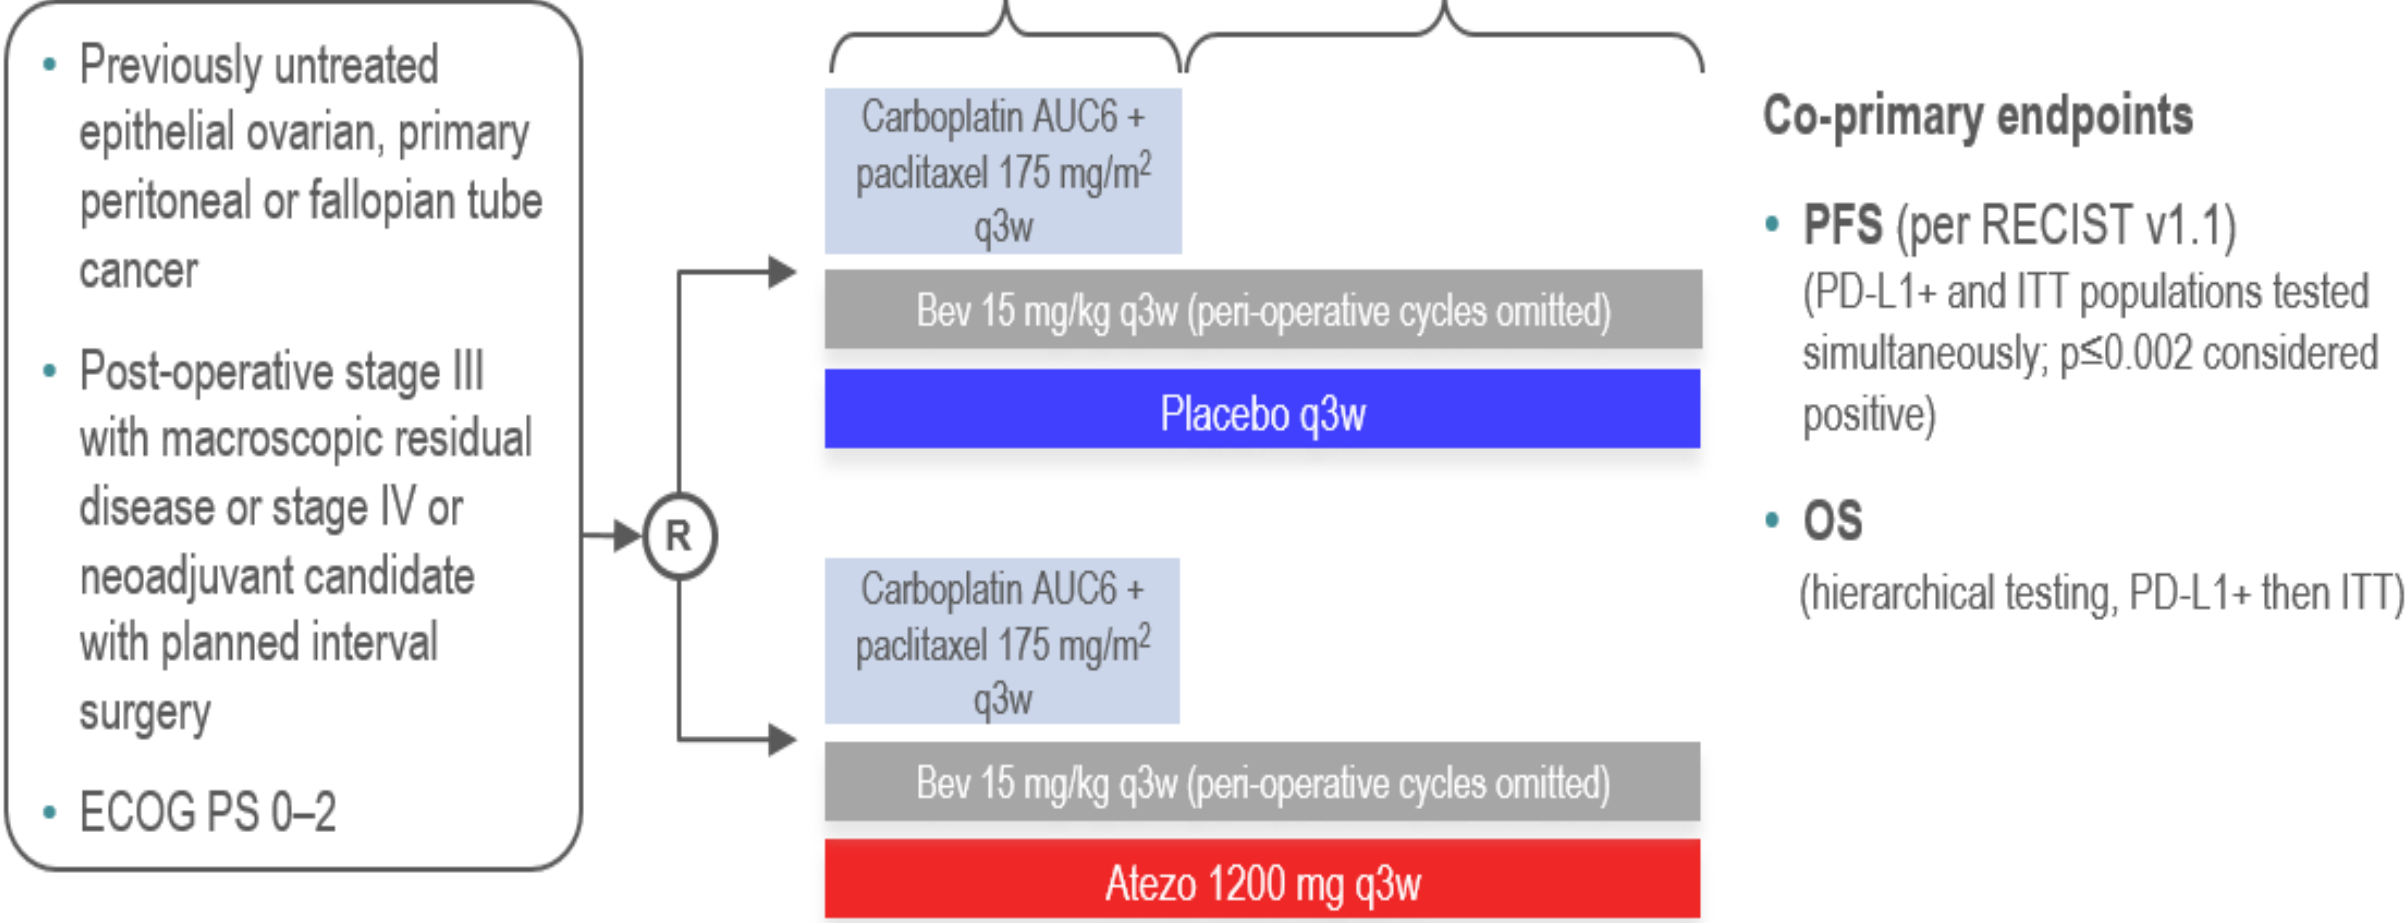 • Previously untreated
epithelial ovarian, primary
peritoneal or fallopian tube
cancer
• Post-operative stage III
with macroscopic residual
disease or stage IV or
neoadjuvant candidate
with planned interval
surgery
• ECOG PS 0–2
R
Carboplatin AUC6 +
paclitaxel 175 mg/m²
q3w
Bev 15 mg/kg q3w (peri-operative cycles omitted)
Placebo q3w
Carboplatin AUC6 +
paclitaxel 175 mg/m²
q3w
Bev 15 mg/kg q3w (peri-operative cycles omitted)
Atezo 1200 mg q3w
Co-primary endpoints
• PFS (per RECIST v1.1)
(PD-L1+ and ITT populations tested
simultaneously; p≤0.002 considered
positive)
• OS
(hierarchical testing, PD-L1+ then ITT)